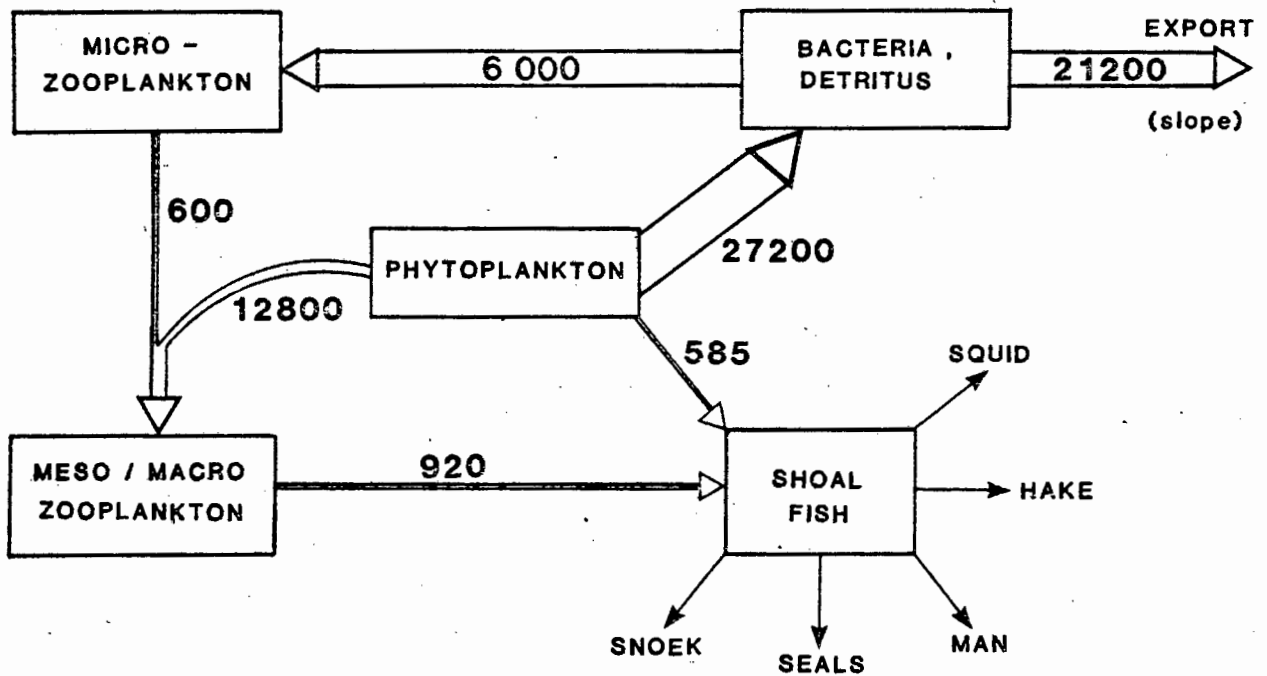 MICRO -
ZOOPLANKTON
6 000
BACTERIA ,
DETRITUS
EXPORT
21200
(slope)
600
12800
PHYTOPLANKTON
27200
585
SQUID
MESO / MACRO
ZOOPLANKTON
920
SHOAL
FISH
HAKE
SNOEK
SEALS
MAN